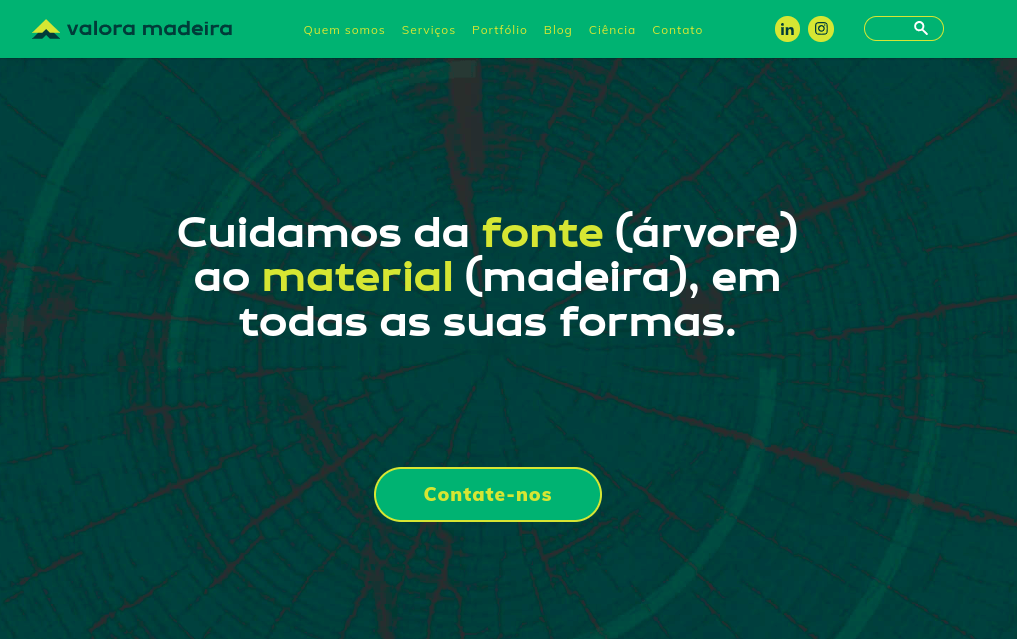 valora madeira
Quem somos
Serviços
Portfólio
Blog
Ciência
Contato
in
Cuidamos da fonte (árvore)
ao material (madeira), em
todas as suas formas.
Contate-nos